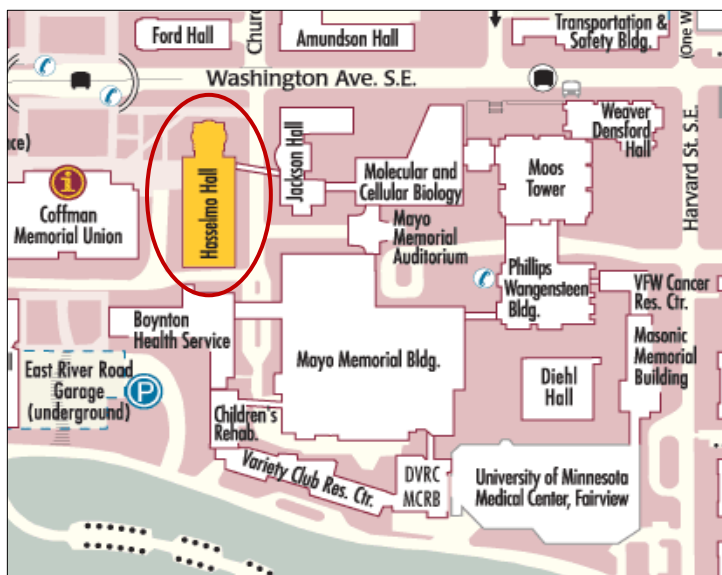 Ford Hall
Church
Amundson Hall
Transportation &
Safety Bldg.
(One W
Washington Ave. S.E.
Weaver
Densford
Hall
Harvard St. S.E.
ace)
i
Coffman
Memorial Union
Hasselmo Hall
Jackson Hall
Molecular and
Cellular Biology
Moos
Tower
Mayo
Memorial
Auditorium
Phillips
Wangensteen
Bldg.
VFW Cancer
Res. Ctr.
Boynton
Health Service
Mayo Memorial Bldg.
Masonic
Memorial
Building
East River Road
Garage
(underground)
P
Diehl
Hall
Children's
Rehab.
Variety Club Res. Ctr.
DVRC
MCRB
University of Minnesota
Medical Center, Fairview